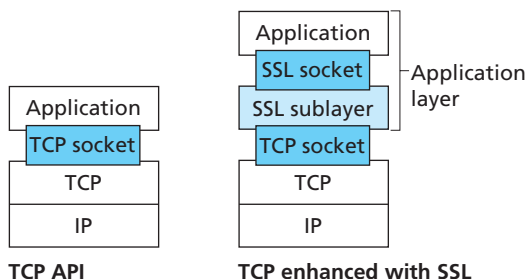 Application
TCP socket
TCP
IP
TCP API
Application
SSL socket
SSL sublayer
TCP socket
TCP
IP
Application
layer
TCP enhanced with SSL